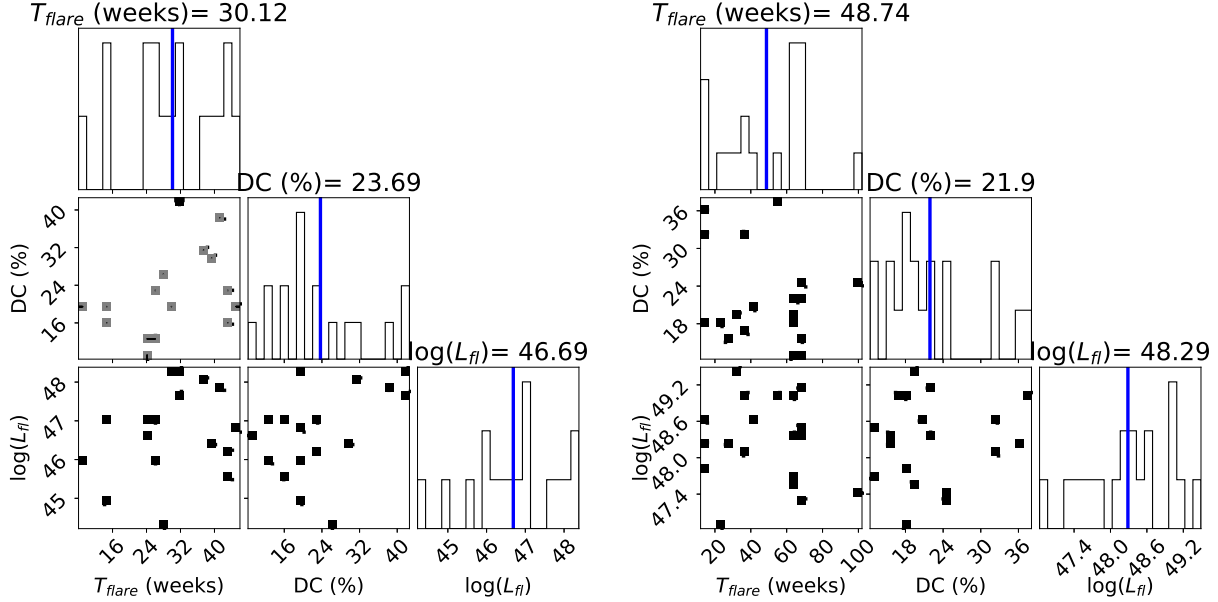 T_flare (weeks)= 30.12
T_flare (weeks)= 48.74
DC (%)= 23.69
DC (%)= 21.9
log(L_fl)= 46.69
log(L_fl)= 48.29
DC (%)
40
32
24
16
log(L_fl)
48
47
46
45
16
24
32
40
T_flare (weeks)
16
24
32
40
DC (%)
45
46
47
48
log(L_fl)
DC (%)
36
30
24
18
log(L_fl)
49.2
48.6
48.0
47.4
20
40
60
80
100
T_flare (weeks)
18
24
30
36
DC (%)
47.4
48.0
48.6
49.2
log(L_fl)